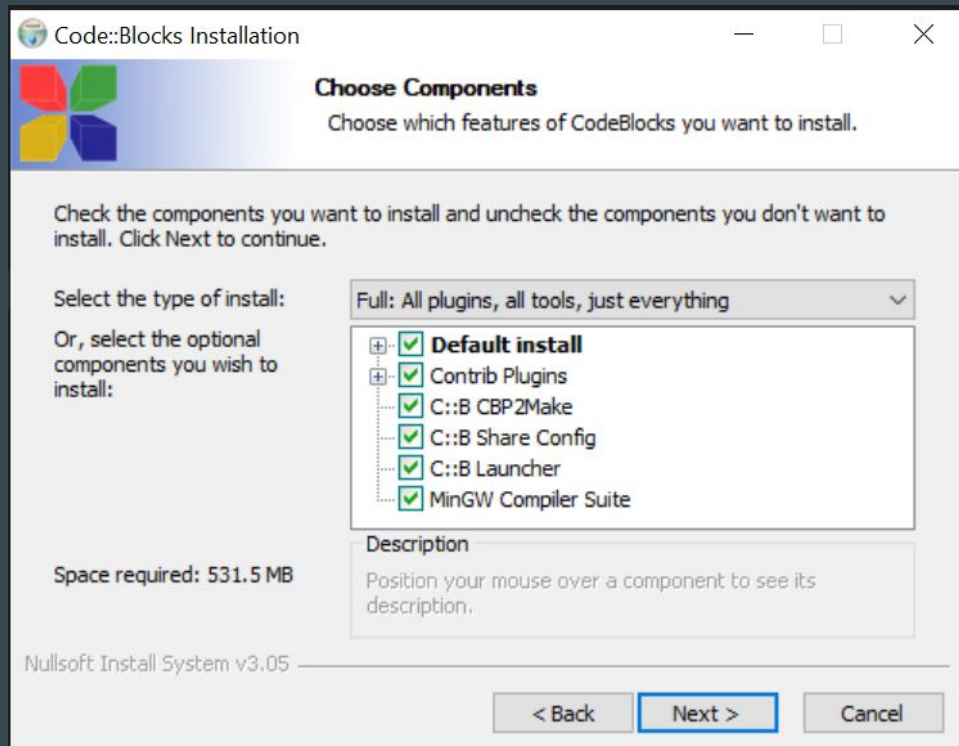 Code::Blocks Installation
Choose Components
Choose which features of CodeBlocks you want to install.
Check the components you want to install and uncheck the components you don't want to
install. Click Next to continue.
Select the type of install:
Full: All plugins, all tools, just everything
Or, select the optional
components you wish to
install:
Default install
Contrib Plugins
C::B CBP2Make
C::B Share Config
C::B Launcher
MinGW Compiler Suite
Space required: 531.5 MB
Description
Position your mouse over a component to see its
description.
Nullsoft Install System v3.05
< Back
Next >
Cancel